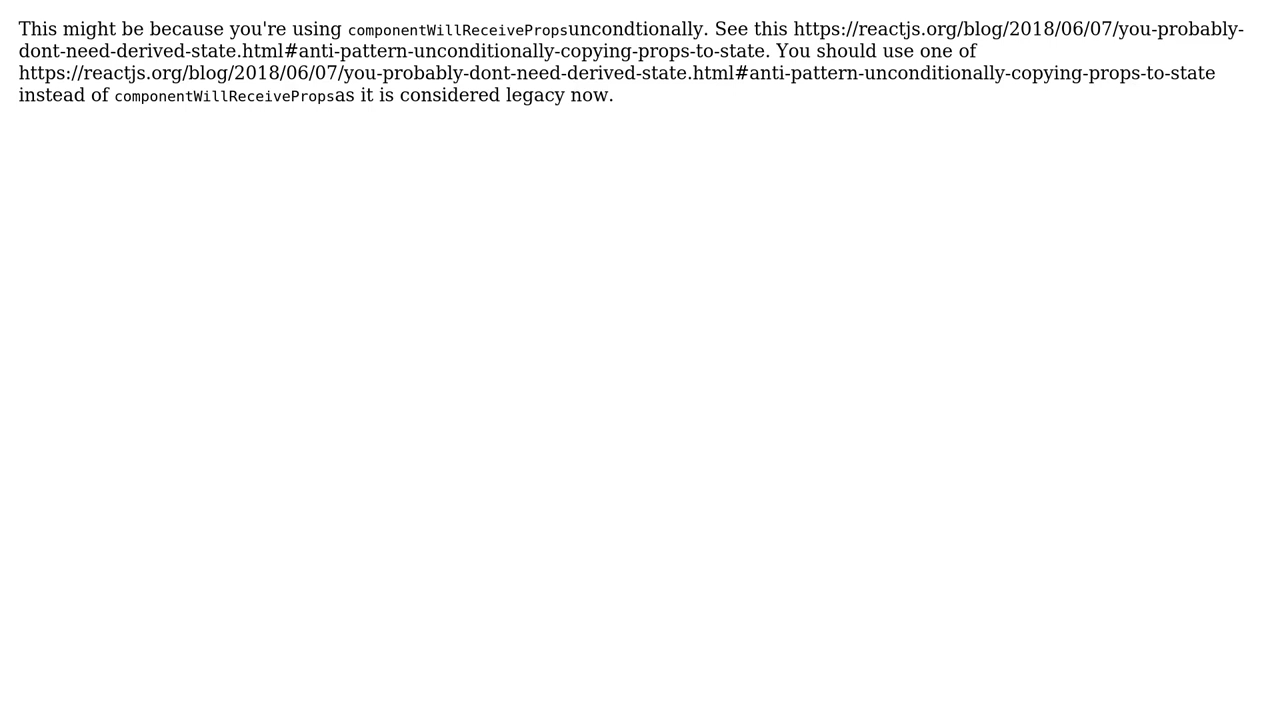 This might be because you're using componentWillReceivePropsuncondtionally. See this https://reactjs.org/blog/2018/06/07/you-probably-
dont-need-derived-state.html#anti-pattern-unconditionally-copying-props-to-state. You should use one of
https://reactjs.org/blog/2018/06/07/you-probably-dont-need-derived-state.html#anti-pattern-unconditionally-copying-props-to-state
instead of componentWillReceivePropsas it is considered legacy now.